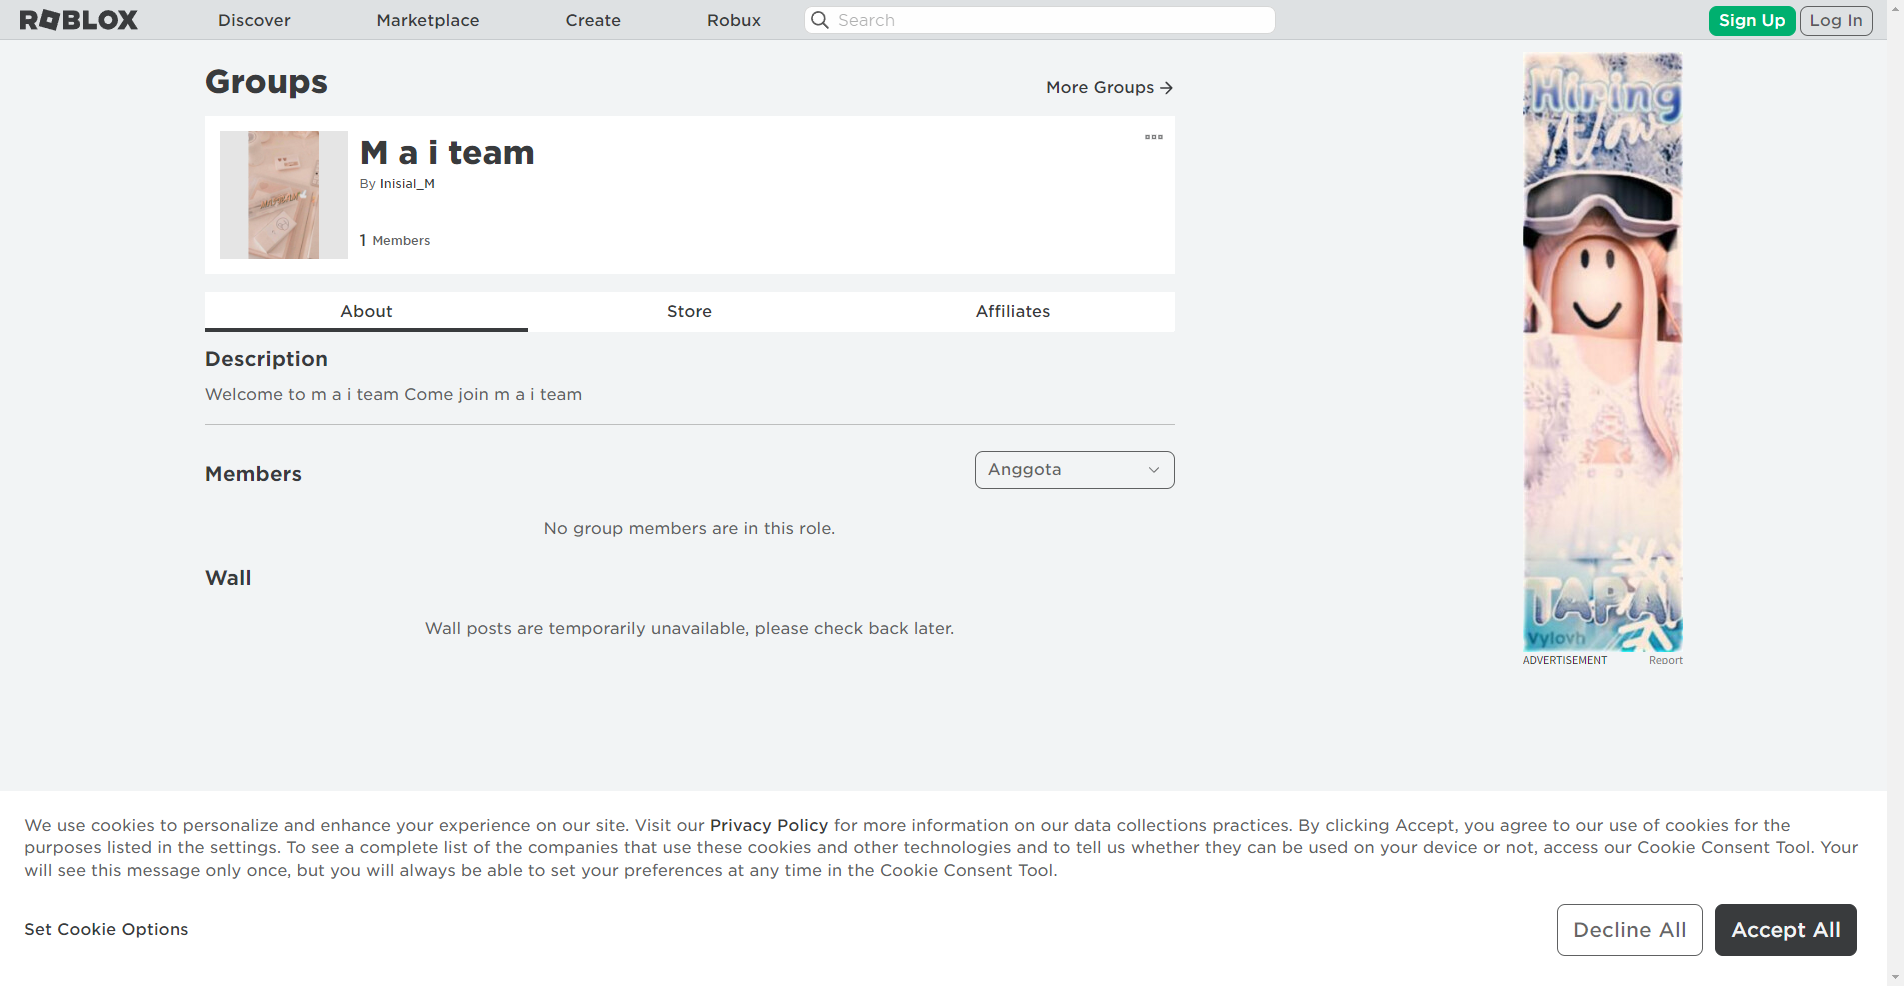 ROBLOX
Discover
Marketplace
Create
Robux
Search
Sign Up
Log In
Groups
More Groups
M a i team
By Inisial_M
1 Members
About
Store
Affiliates
Description
Welcome to m a i team Come join m a i team
Members
Anggota
No group members are in this role.
Wall
Wall posts are temporarily unavailable, please check back later.
Hiring
Now
TAPAI
Vylovh
ADVERTISEMENT
Report
We use cookies to personalize and enhance your experience on our site. Visit our Privacy Policy for more information on our data collections practices. By clicking Accept, you agree to our use of cookies for the
purposes listed in the settings. To see a complete list of the companies that use these cookies and other technologies and to tell us whether they can be used on your device or not, access our Cookie Consent Tool. Your
will see this message only once, but you will always be able to set your preferences at any time in the Cookie Consent Tool.
Set Cookie Options
Decline All
Accept All